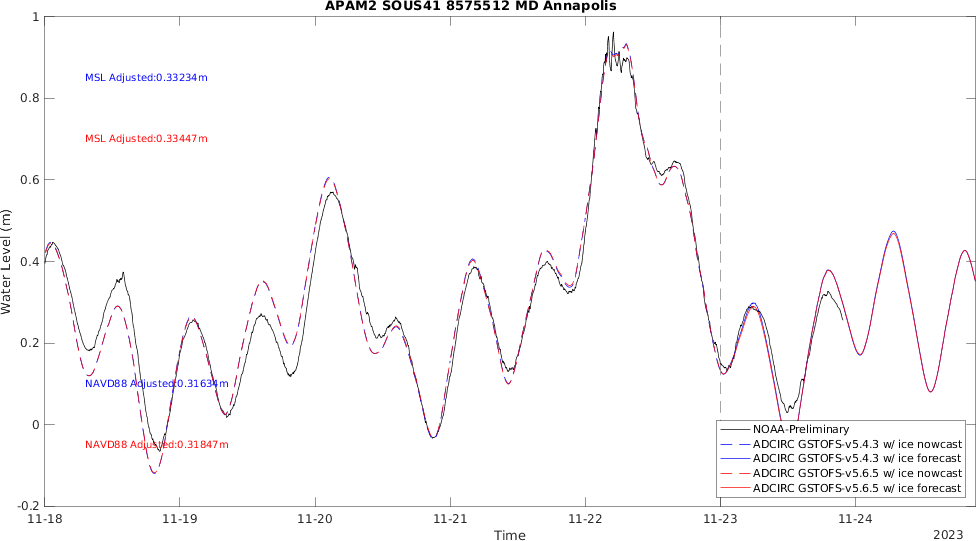 APAM2 SOUS41 8575512 MD Annapolis
1
0.8
0.6
0.4
0.2
0
-0.2
Water Level (m)
MSL Adjusted:0.33234m
MSL Adjusted:0.33447m
NAVD88 Adjusted:0.31634m
NAVD88 Adjusted:0.31847m
NOAA-Preliminary
ADCIRC GSTOFS-v5.4.3 w/ ice nowcast
ADCIRC GSTOFS-v5.4.3 w/ ice forecast
ADCIRC GSTOFS-v5.6.5 w/ ice nowcast
ADCIRC GSTOFS-v5.6.5 w/ ice forecast
11-18 11-19 11-20 11-21 11-22 11-23 11-24
Time
2023